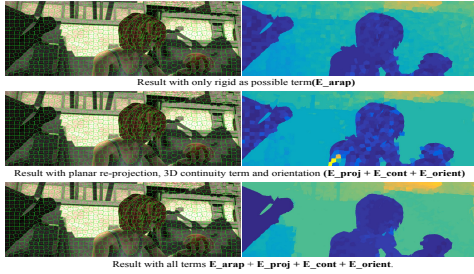 Result with only rigid as possible term(E_arap)
Result with planar re-projection, 3D continuity term and orientation (E_proj + E_cont + E_orient)
Result with all terms E_arap + E_proj + E_cont + E_orient.